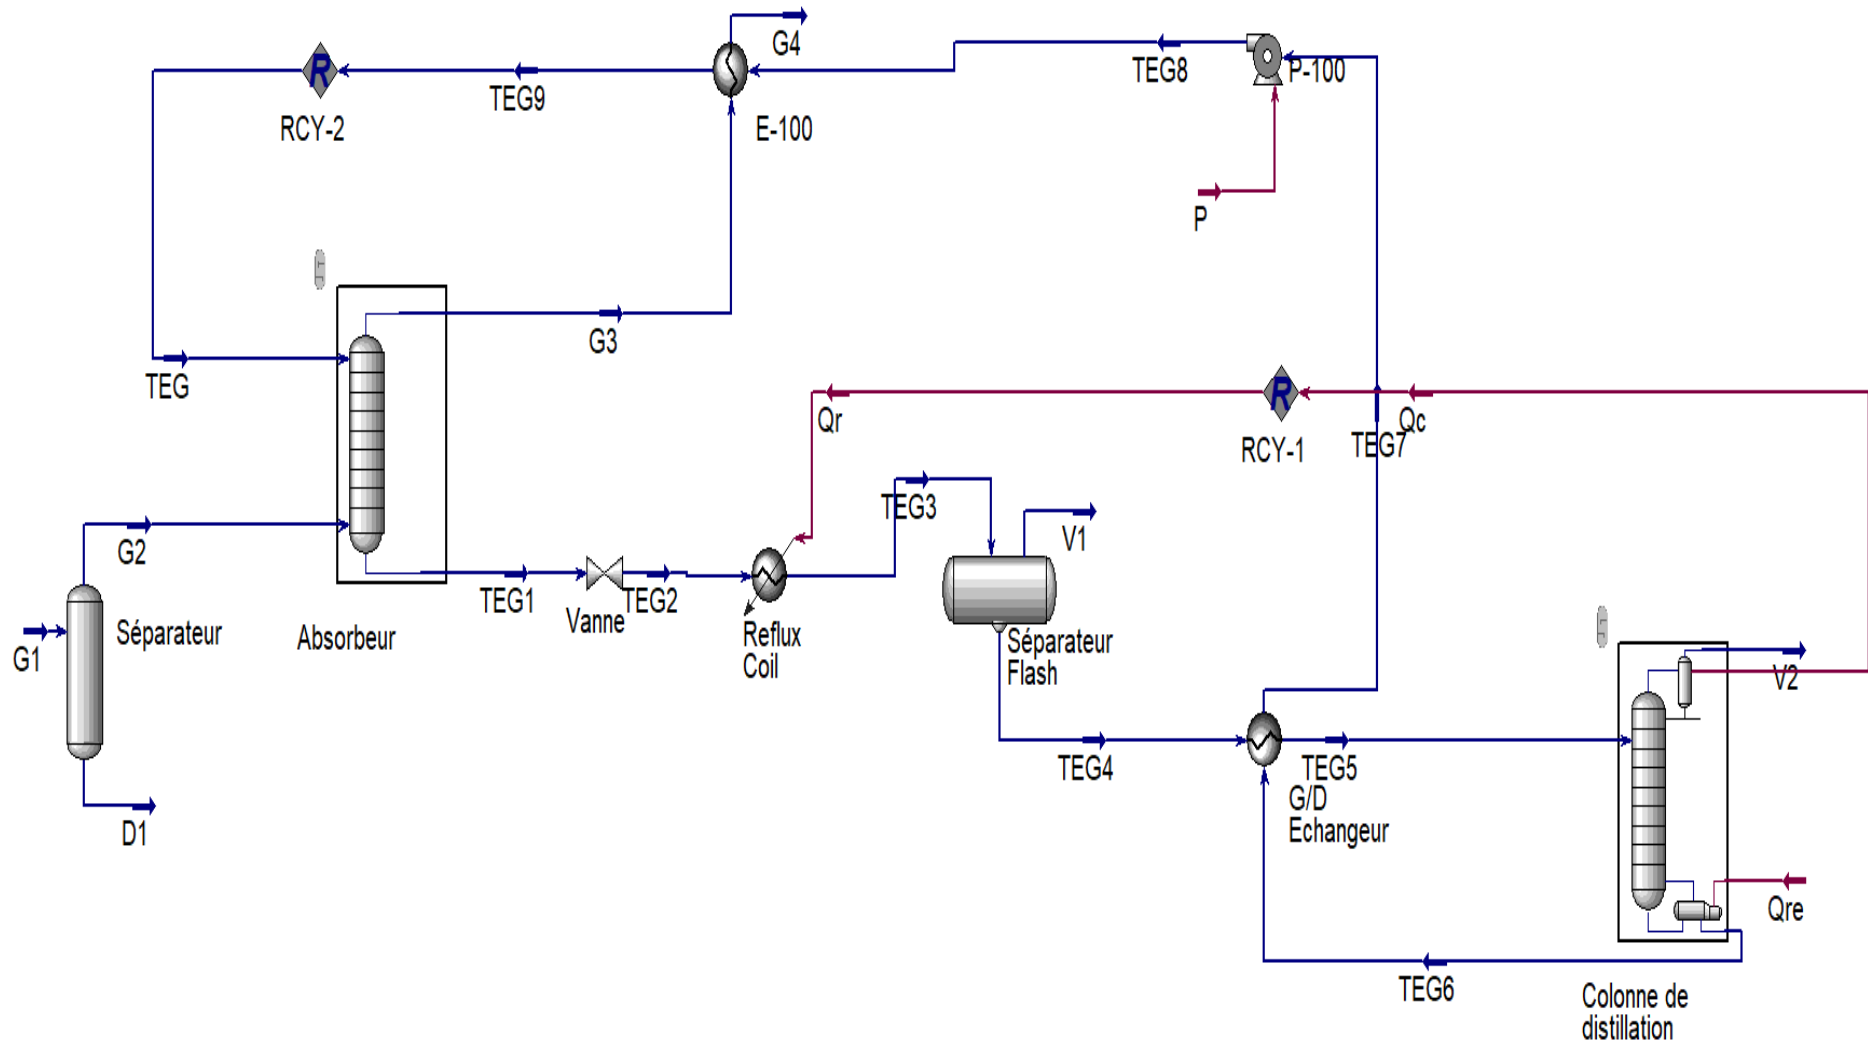 G4
TEG8
P-100
TEG9
RCY-2
E-100
P
G3
TEG
Qr
Qc
RCY-1
TEG7
TEG3
V1
G2
TEG1
TEG2
Vanne
Séparateur
Absorbeur
Reflux
Coil
Séparateur
Flash
G1
V2
TEG4
TEG5
G/D
Echangeur
D1
Qre
TEG6
Colonne de
distillation
R
R